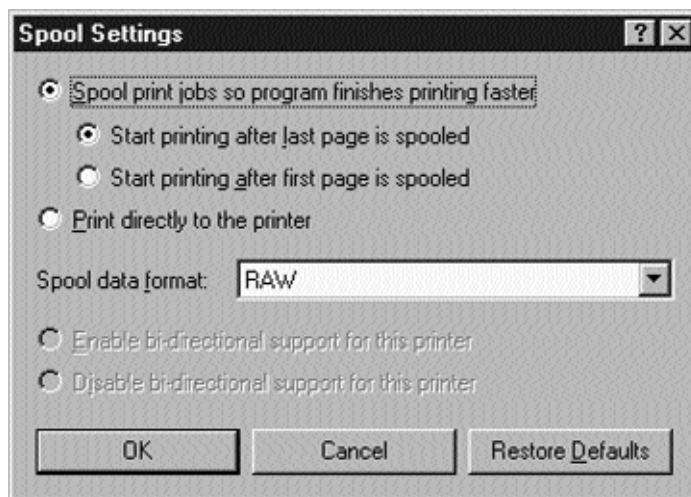 Spool Settings
Spool print jobs so program finishes printing faster
Start printing after last page is spooled
Start printing after first page is spooled
Print directly to the printer
Spool data format: RAW
Enable bi-directional support for this printer
Disable bi-directional support for this printer
OK Cancel Restore Defaults